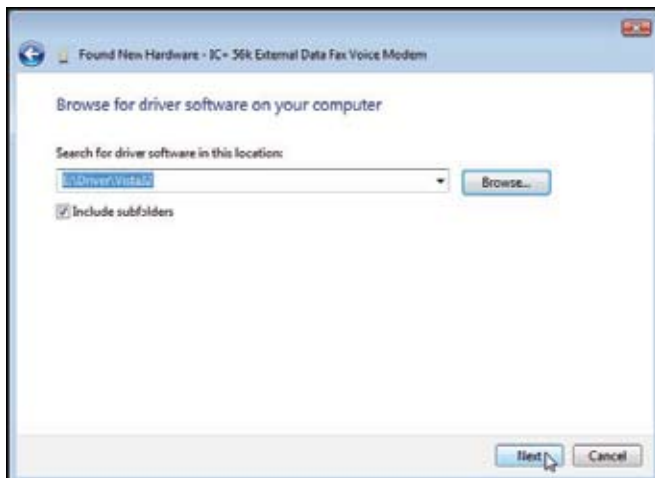 Found New Hardware - IC+ 56k External Data Fax Voice Modem
Browse for driver software on your computer
Search for driver software in this location:
Browse...
Include subfolders
Next
Cancel